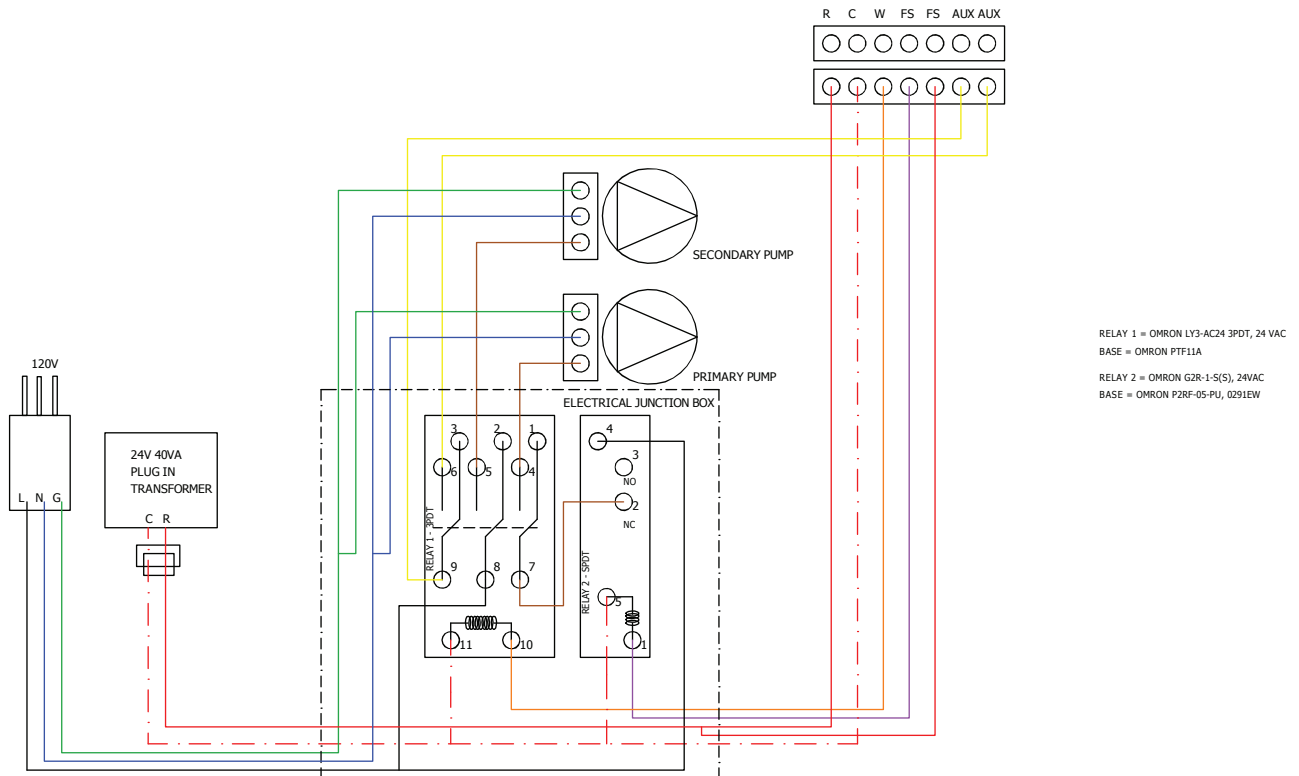 R C W FS FS AUX AUX
SECONDARY PUMP
PRIMARY PUMP
RELAY 1 = OMRON LY3-AC24 3PDT, 24 VAC
BASE = OMRON PTF11A
RELAY 2 = OMRON G2R-1-S(S), 24VAC
BASE = OMRON P2RF-05-PU, 0291EW
120V
L N G
24V 40VA
PLUG IN
TRANSFORMER
C R
ELECTRICAL JUNCTION BOX
3 2 1
6 5 4
RELAY 1 - 3PDT
9 8 7
11 10
4
3
NO
2
NC
RELAY 2 - SPDT
5
1